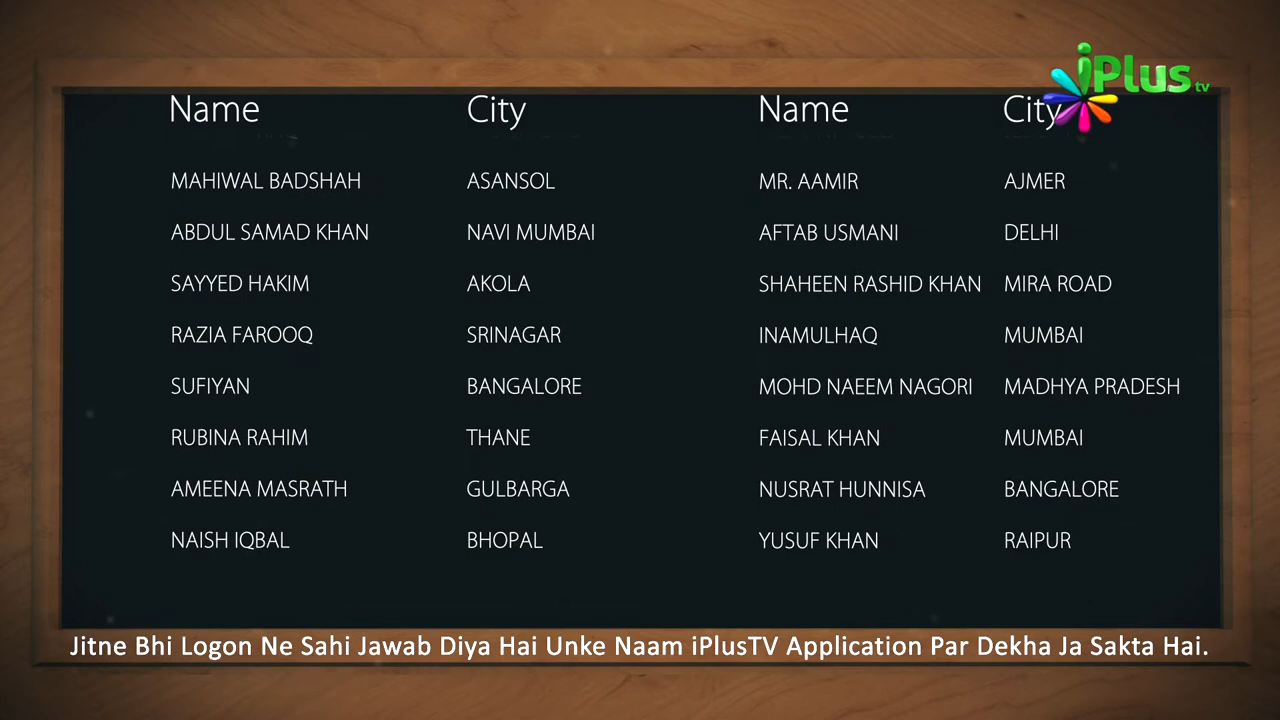 iPlus tv
Name City Name City
MAHIWAL BADSHAH ASANSOL MR. AAMIR AJMER
ABDUL SAMAD KHAN NAVI MUMBAI AFTAB USMANI DELHI
SAYYED HAKIM AKOLA SHAHEEN RASHID KHAN MIRA ROAD
RAZIA FAROOQ SRINAGAR INAMULHAQ MUMBAI
SUFIYAN BANGALORE MOHD NAEEM NAGORI MADHYA PRADESH
RUBINA RAHIM THANE FAISAL KHAN MUMBAI
AMEENA MASRATH GULBARGA NUSRAT HUNNISA BANGALORE
NAISH IQBAL BHOPAL YUSUF KHAN RAIPUR
Jitne Bhi Logon Ne Sahi Jawab Diya Hai Unke Naam iPlusTV Application Par Dekha Ja Sakta Hai.